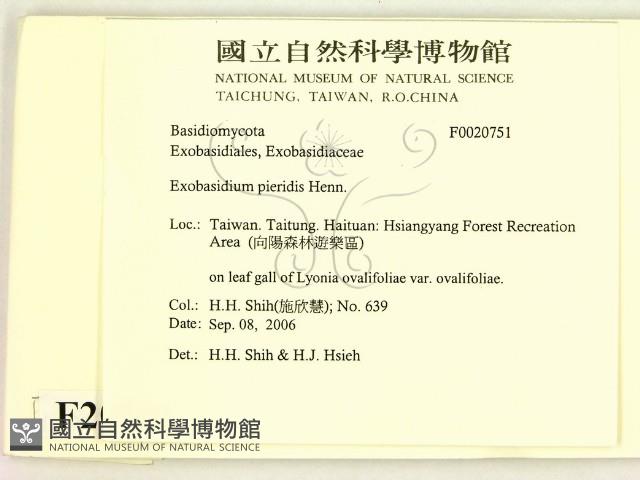 國立自然科學博物館
NATIONAL MUSEUM OF NATURAL SCIENCE
TAICHUNG, TAIWAN, R.O.CHINA
Basidiomycota F0020751
Exobasidiales, Exobasidiaceae
Exobasidium pieridis Henn.
Loc.: Taiwan. Taitung. Haituan: Hsiangyang Forest Recreation
Area (向陽森林遊樂區)
on leaf gall of Lyonia ovalifoliae var. ovalifoliae.
Col.: H.H. Shih(施欣慧); No. 639
Date: Sep. 08, 2006
Det.: H.H. Shih & H.J. Hsieh
國立自然科學博物館
NATIONAL MUSEUM OF NATURAL SCIENCE